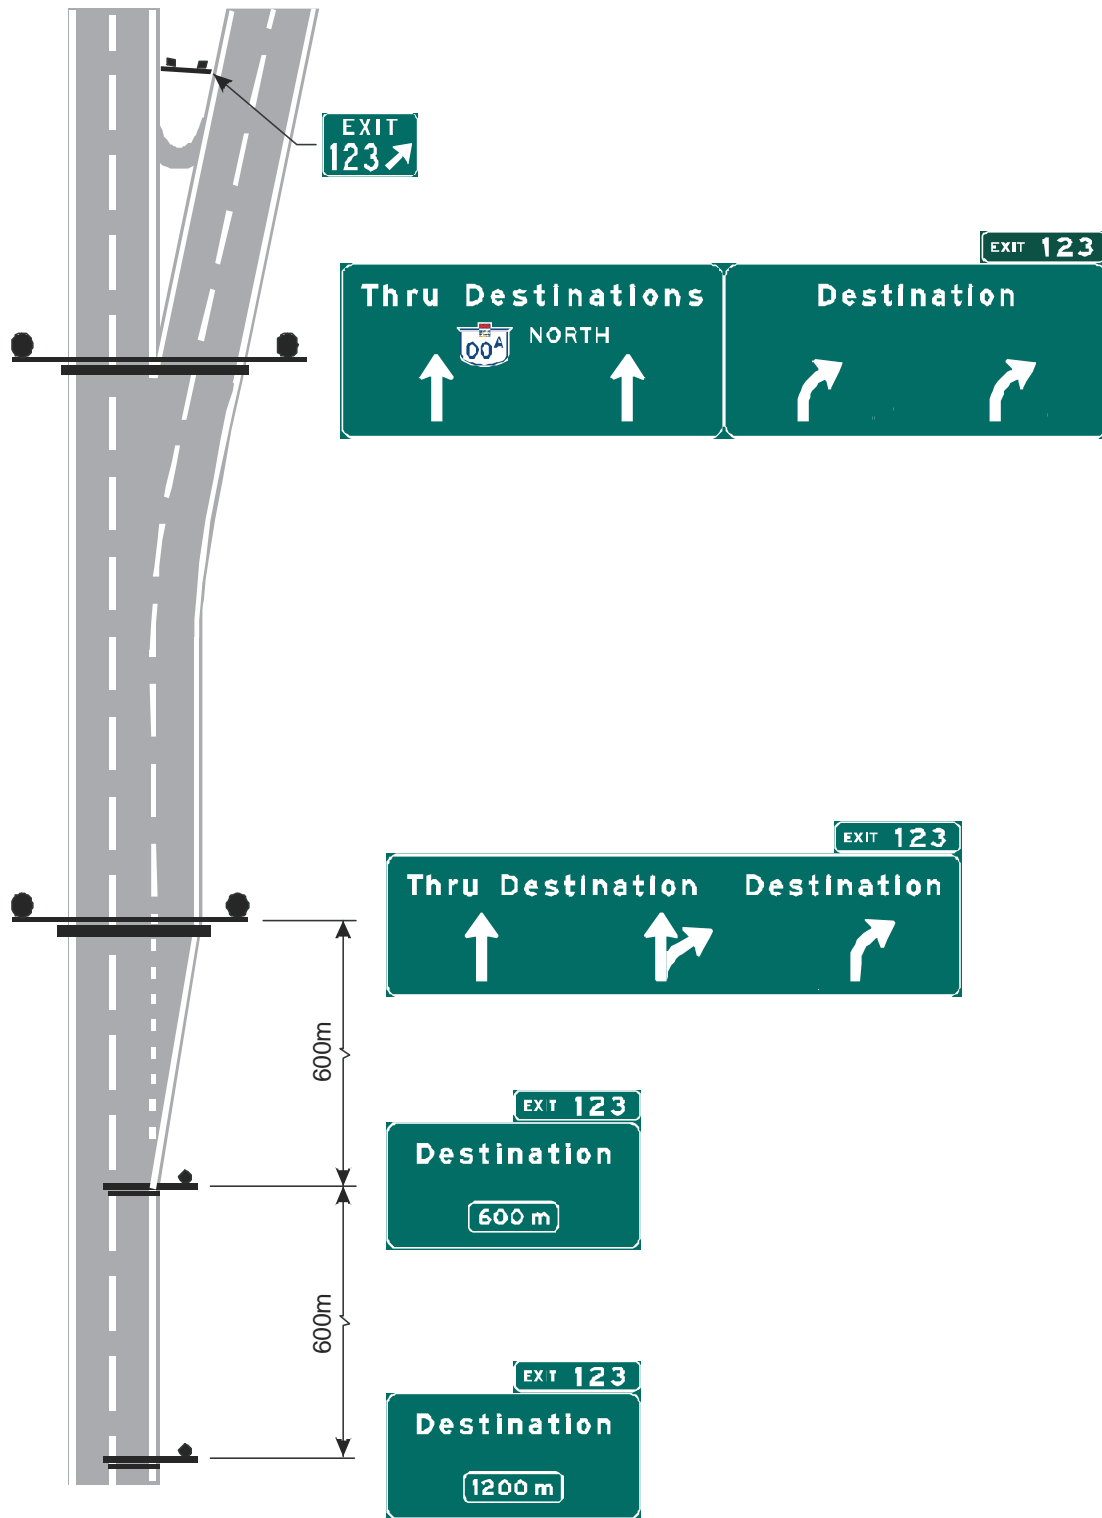 EXIT
123
EXIT 123
Thru Destinations
00A NORTH
Destination
EXIT 123
Thru Destination Destination
600m
EXIT 123
Destination
600 m
600m
EXIT 123
Destination
1200 m